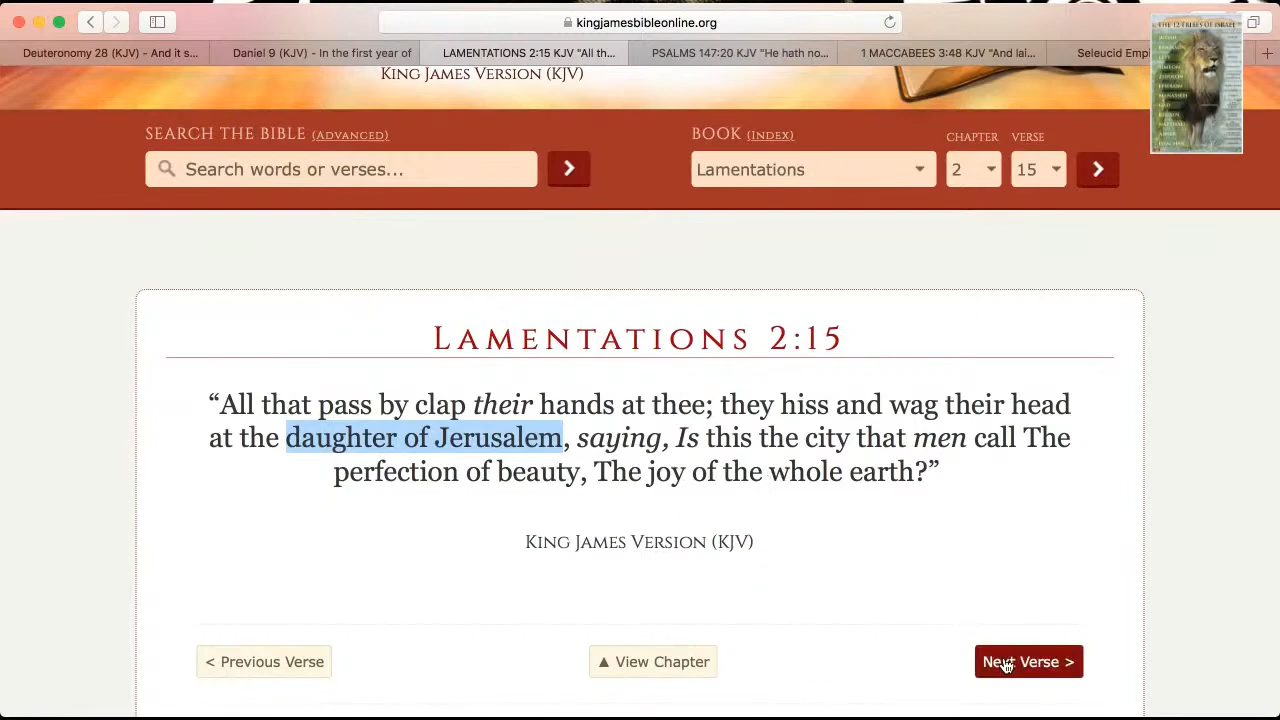 kingjamesbibleonline.org
Deuteronomy 28 (KJV) - And it s...
Daniel 9 (KJV) - In the first year of
LAMENTATIONS 2:15 KJV "All th...
PSALMS 147:20 KJV "He hath no...
1 MACCABEES 3:48 KJV "And lai...
Seleucid Emp
THE 12 TRIBES OF ISRAEL
King James Version (KJV)
SEARCH THE BIBLE (ADVANCED)
BOOK (INDEX)
CHAPTER
VERSE
Search words or verses...
Lamentations
2
15
Lamentations 2:15
“All that pass by clap their hands at thee; they hiss and wag their head
at the daughter of Jerusalem, saying, Is this the city that men call The
perfection of beauty, The joy of the whole earth?”
King James Version (KJV)
< Previous Verse
▲ View Chapter
Next Verse >